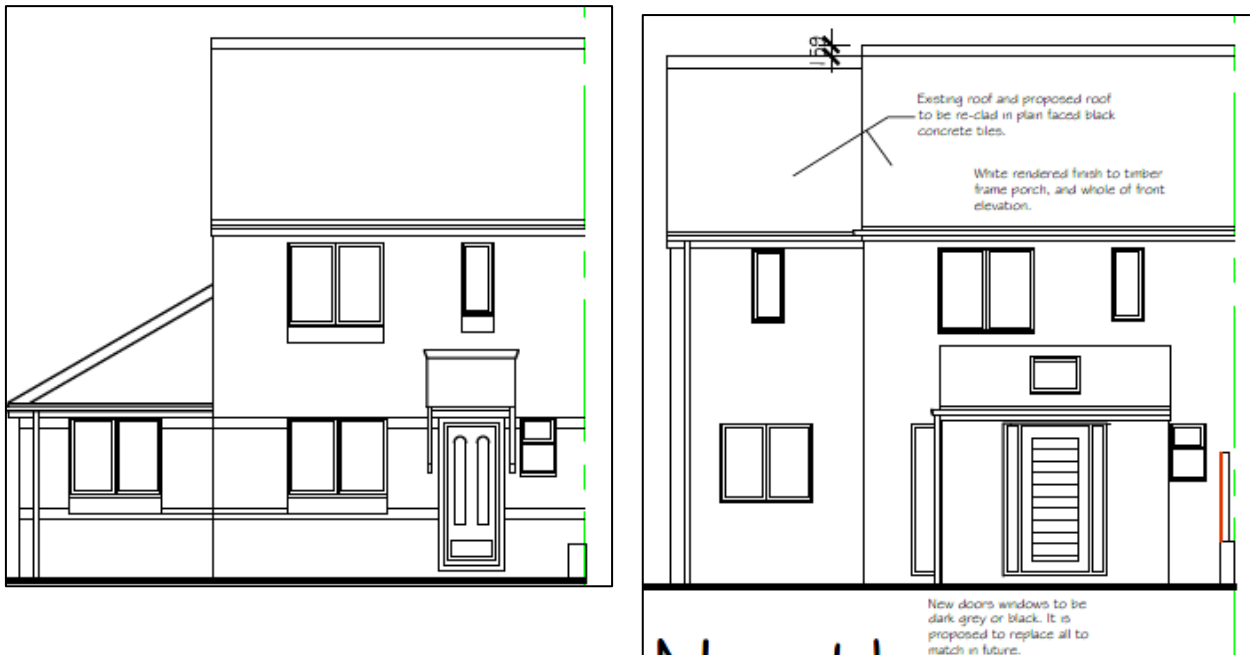 159
Existing roof and proposed roof
to be re-clad in plain faced black
concrete tiles.
White rendered finish to timber
frame porch, and whole of front
elevation.
New doors windows to be
dark grey or black. It is
proposed to replace all to
match in future.